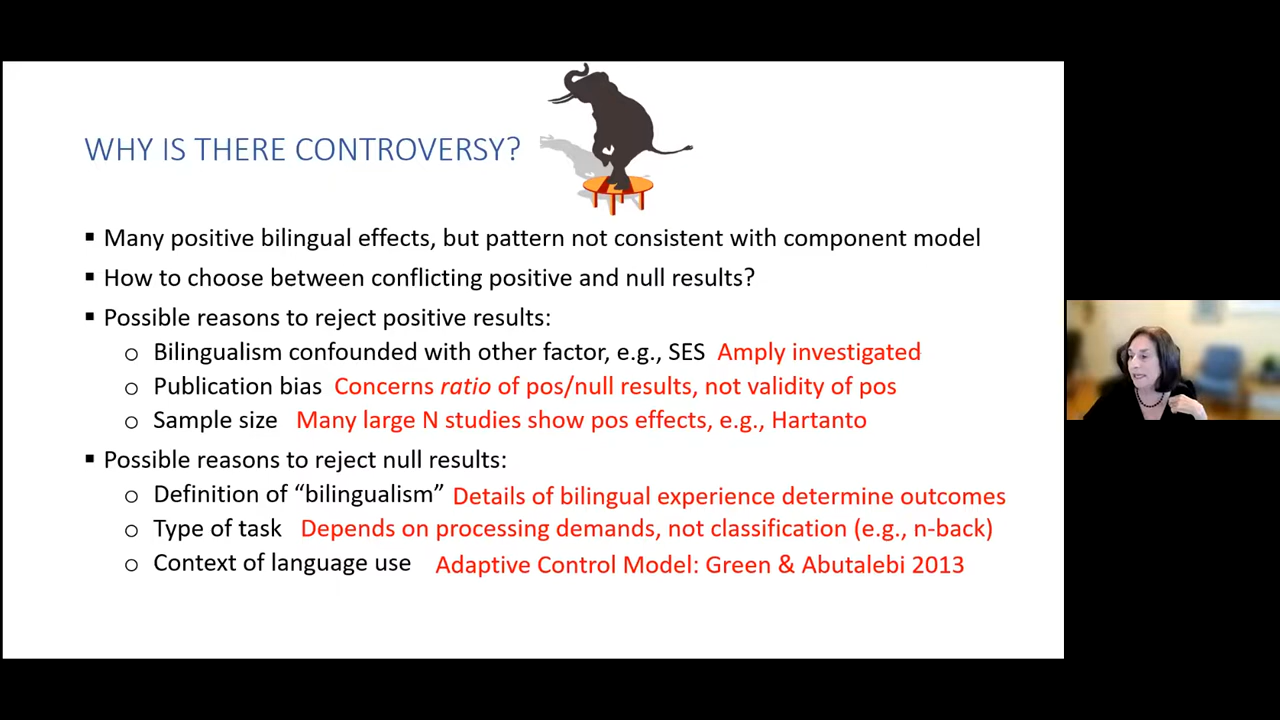 WHY IS THERE CONTROVERSY?
▪ Many positive bilingual effects, but pattern not consistent with component model
▪ How to choose between conflicting positive and null results?
▪ Possible reasons to reject positive results:
o Bilingualism confounded with other factor, e.g., SES Amply investigated
o Publication bias Concerns ratio of pos/null results, not validity of pos
o Sample size Many large N studies show pos effects, e.g., Hartanto
▪ Possible reasons to reject null results:
o Definition of “bilingualism” Details of bilingual experience determine outcomes
o Type of task Depends on processing demands, not classification (e.g., n-back)
o Context of language use Adaptive Control Model: Green & Abutalebi 2013